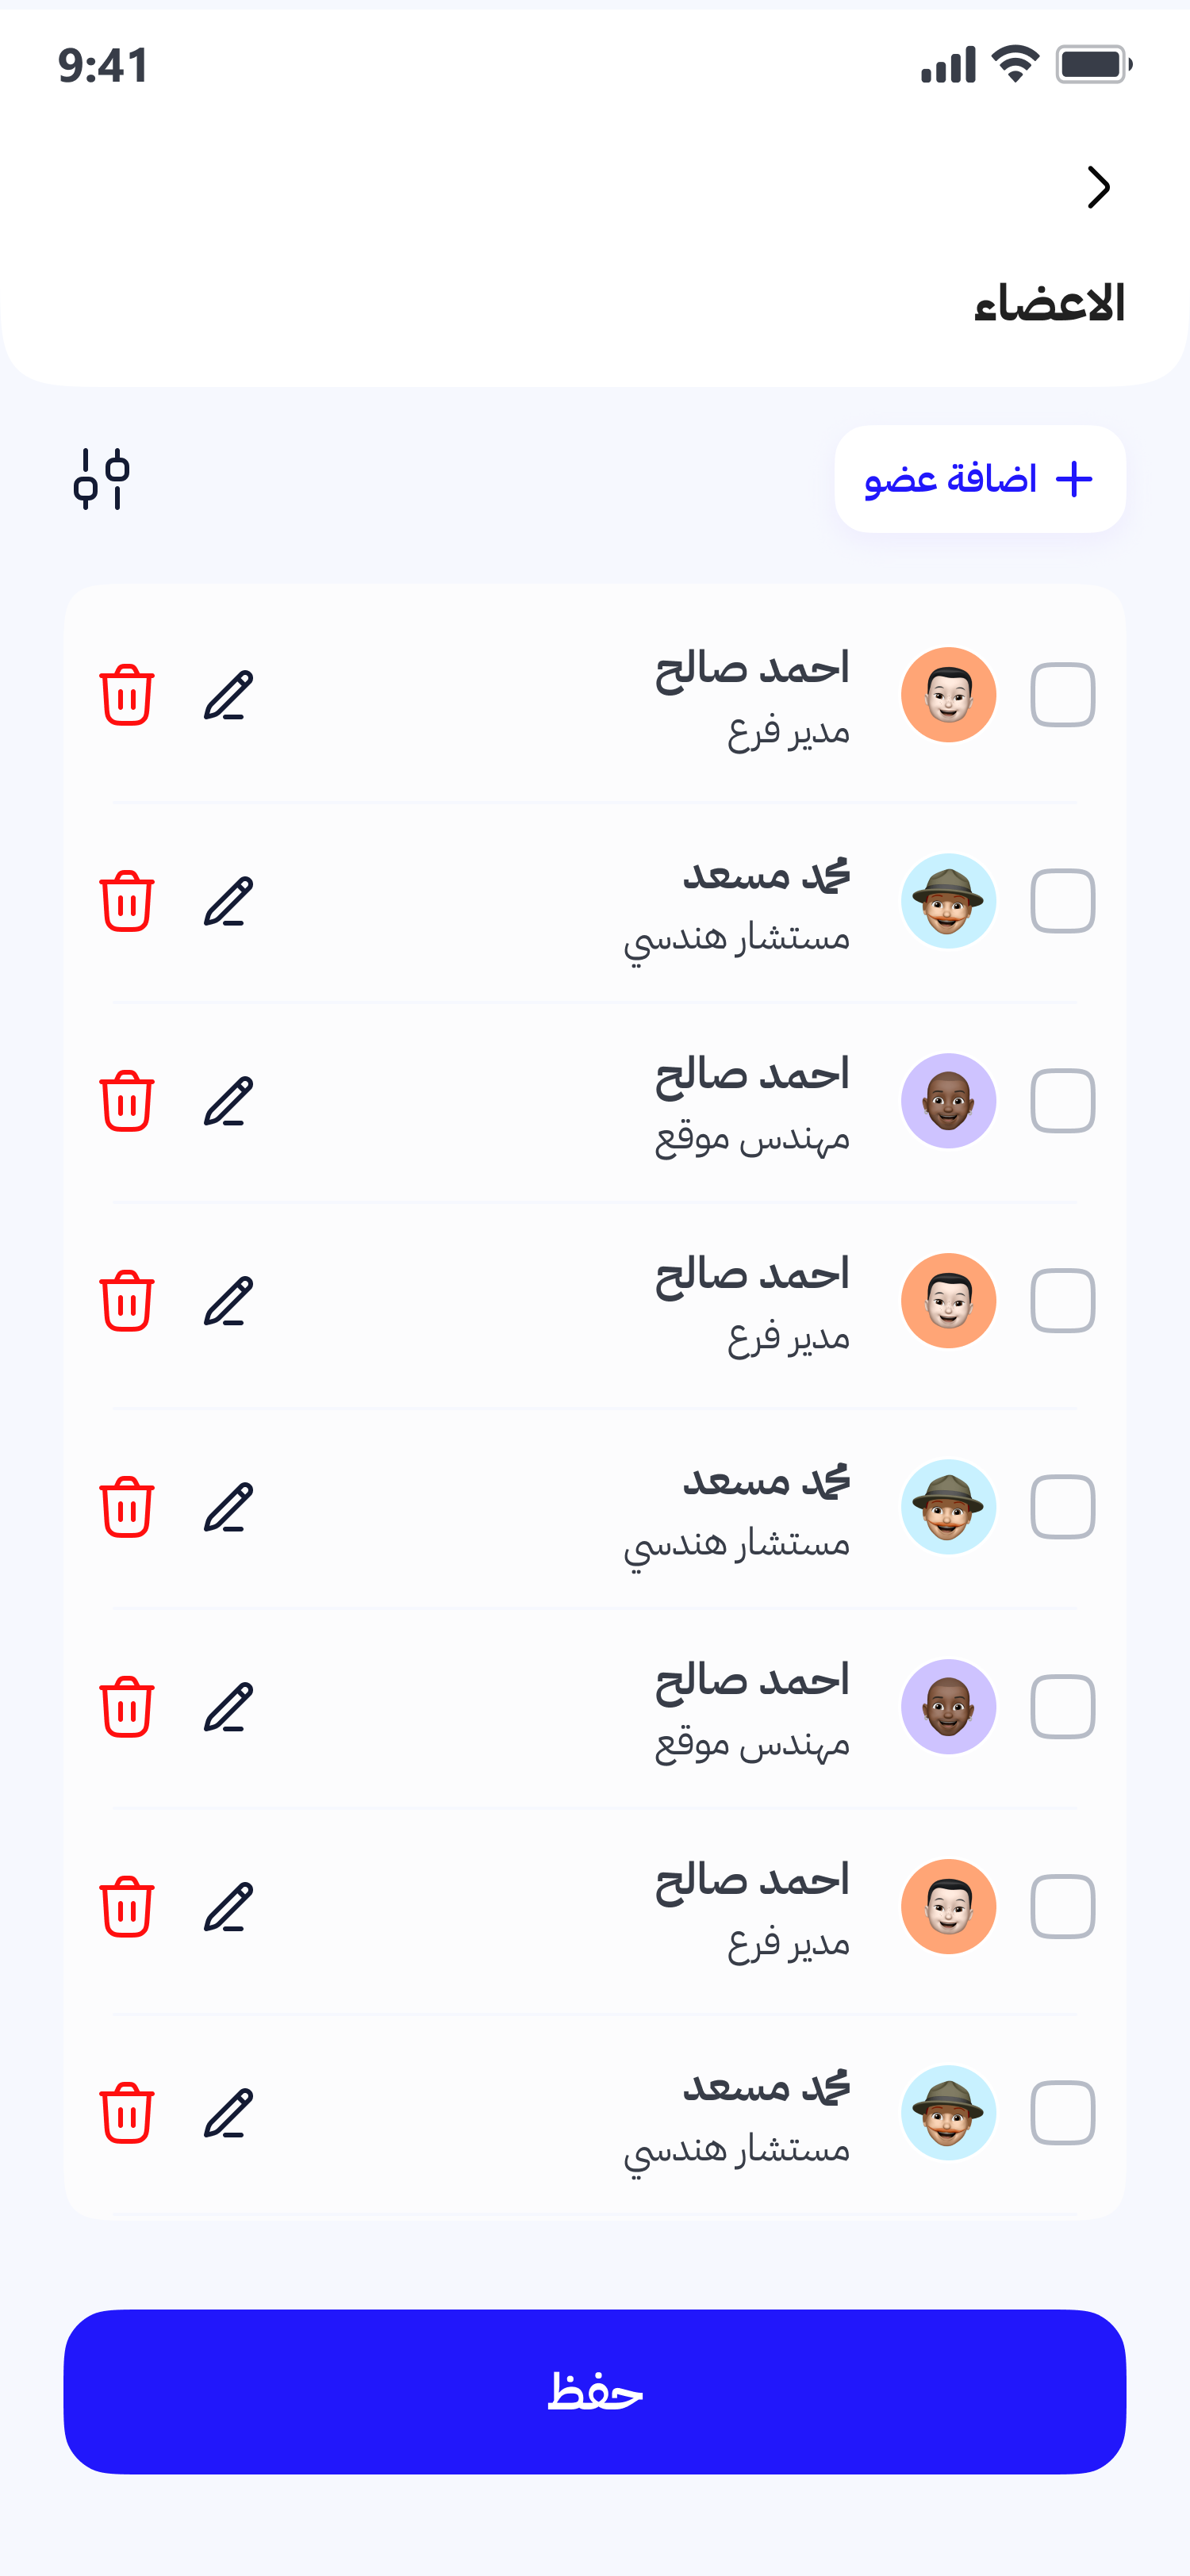 9:41
الاعضاء
اضافة عضو
احمد صالح
مدير فرع
محمد مسعد
مستشار هندسي
احمد صالح
مهندس موقع
احمد صالح
مدير فرع
محمد مسعد
مستشار هندسي
احمد صالح
مهندس موقع
احمد صالح
مدير فرع
محمد مسعد
مستشار هندسي
حفظ